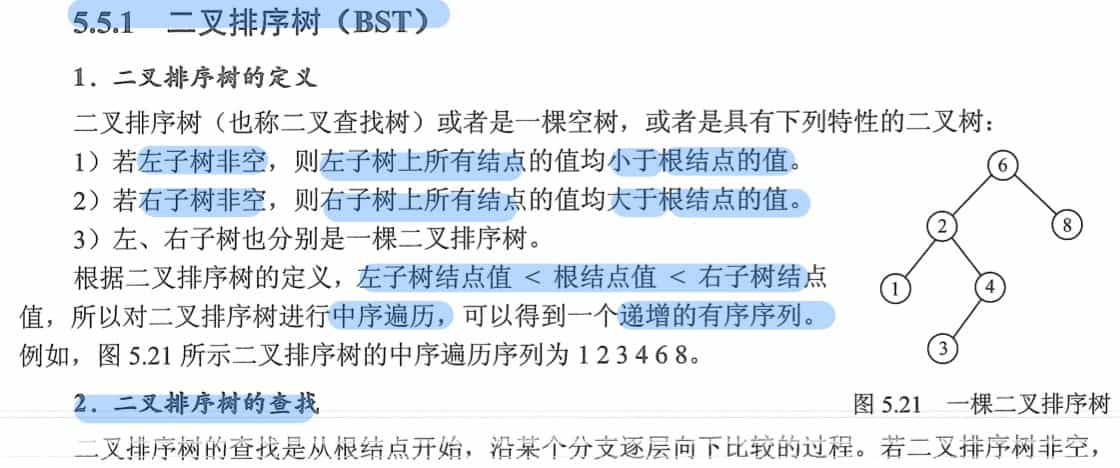 5.5.1 二叉排序树（BST）
1．二叉排序树的定义
二叉排序树（也称二叉查找树）或者是一棵空树，或者是具有下列特性的二叉树：
1）若左子树非空，则左子树上所有结点的值均小于根结点的值。
2）若右子树非空，则右子树上所有结点的值均大于根结点的值。
3）左、右子树也分别是一棵二叉排序树。
根据二叉排序树的定义，左子树结点值 < 根结点值 < 右子树结点
值，所以对二叉排序树进行中序遍历，可以得到一个递增的有序序列。
例如，图 5.21 所示二叉排序树的中序遍历序列为 1 2 3 4 6 8。
6
2
8
1
4
3
图 5.21 一棵二叉排序树
2．二叉排序树的查找
二叉排序树的查找是从根结点开始，沿某个分支逐层向下比较的过程。若二叉排序树非空，